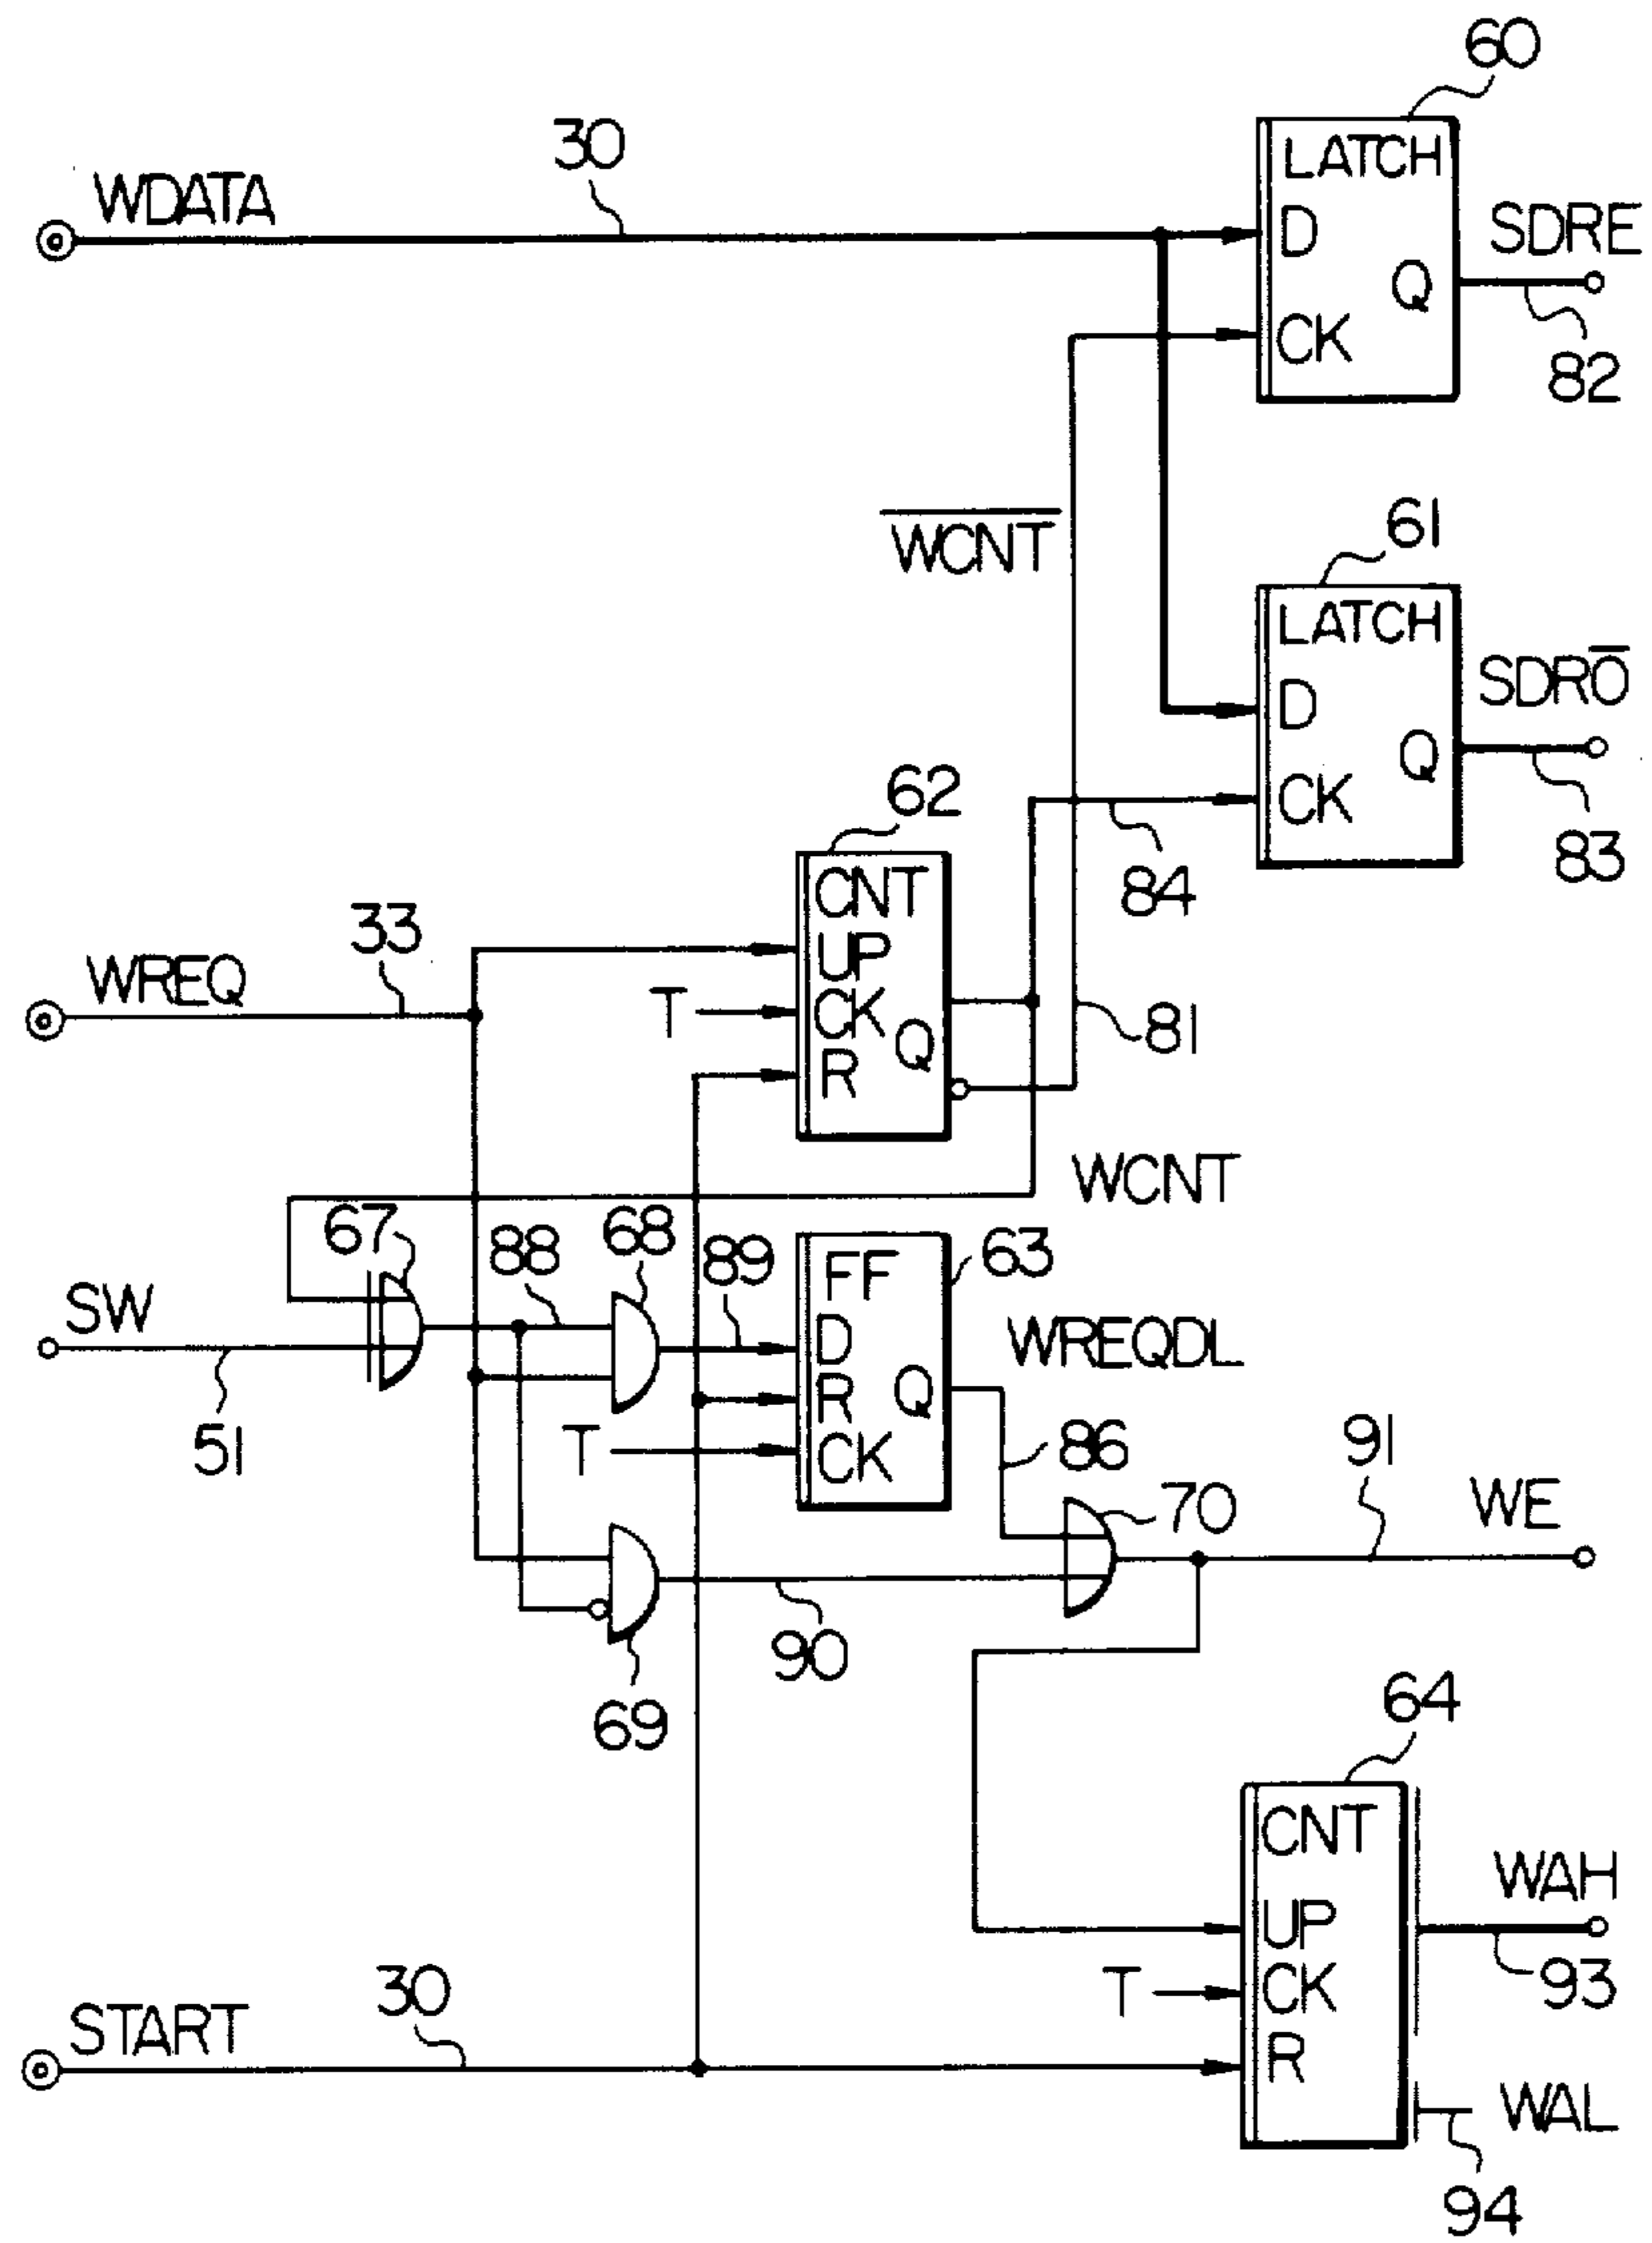 60
30
LATCH
WDATA
D
SDRE
Q
CK
82
61
WCNT
LATCH
D
SDRO
Q
62
CK
83
84
CNT
33
UP
WREQ
T
CK
Q
81
R
WCNT
67
88
68
89
63
FF
SW
D
WREQDL
R
Q
51
T
CK
86
91
70
WE
90
69
64
CNT
WAH
UP
T
CK
93
START
30
R
WAL
94